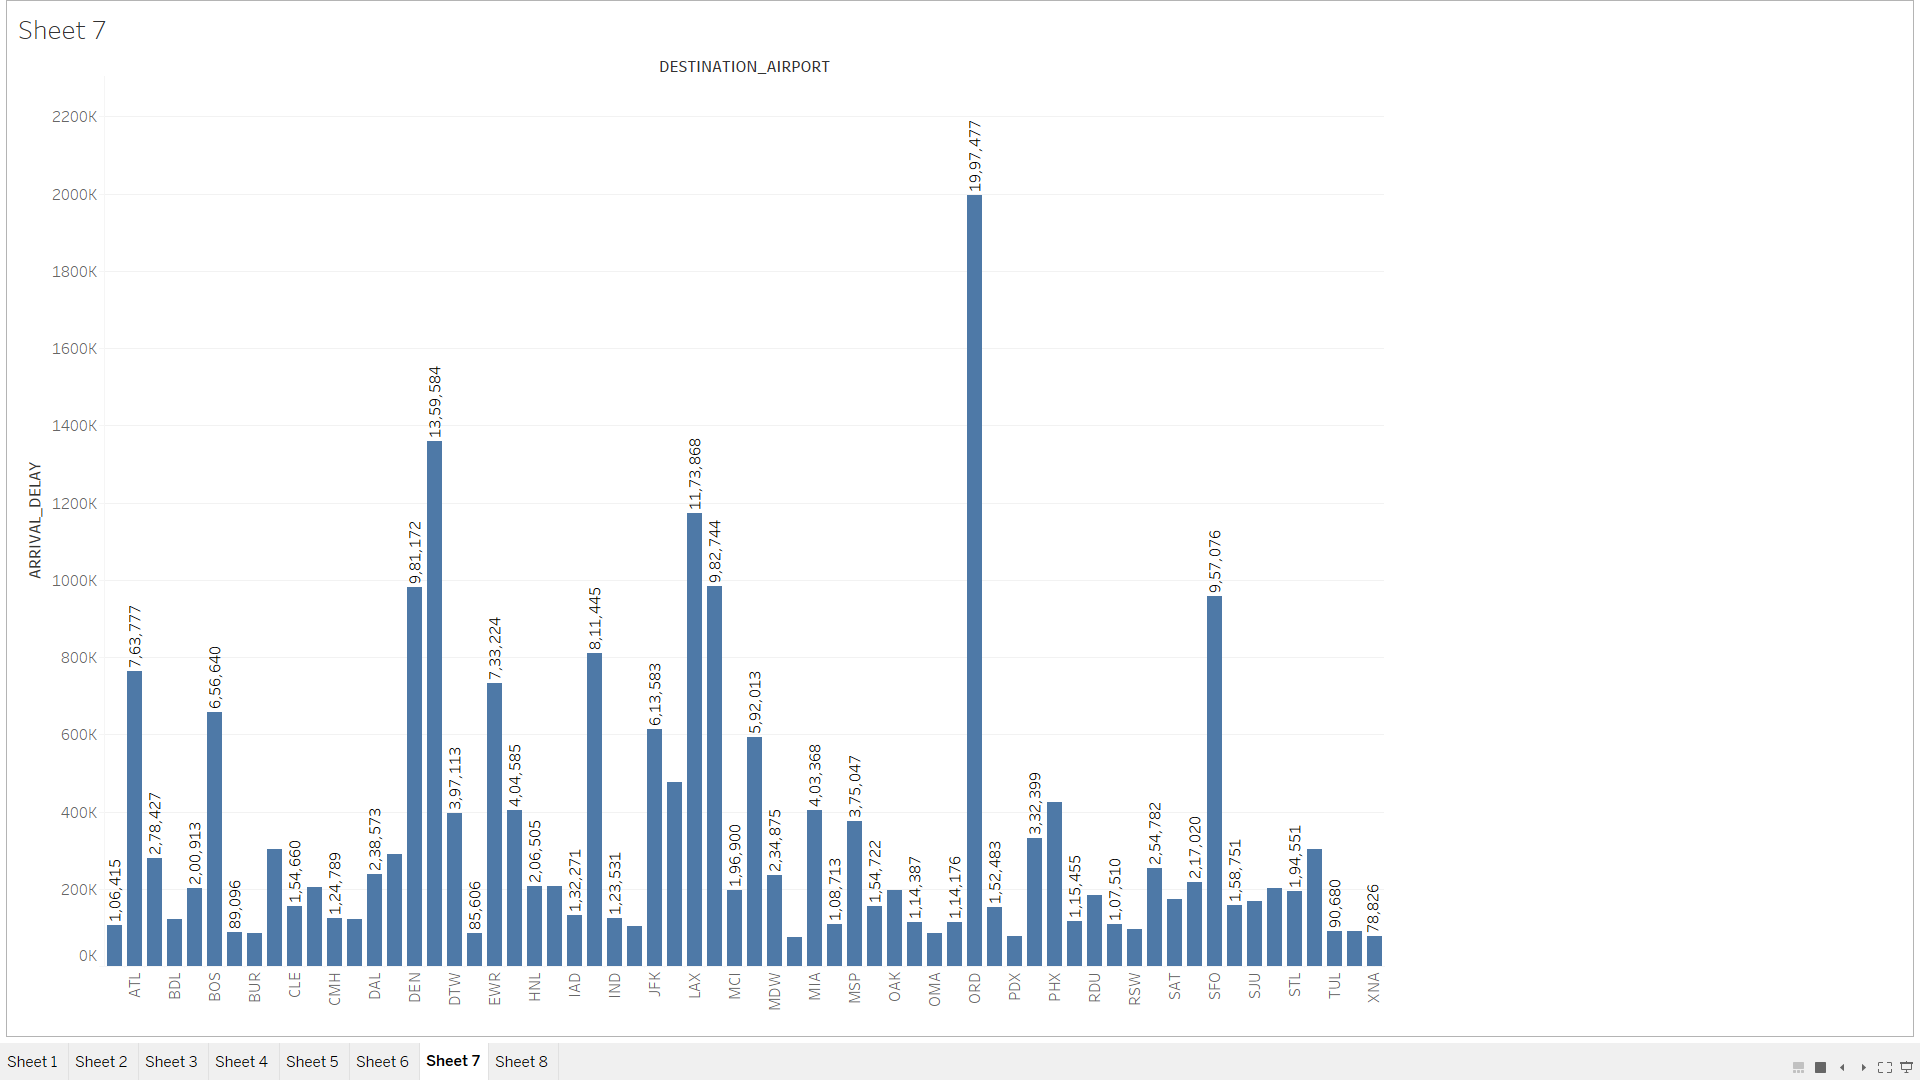 Sheet 7
DESTINATION_AIRPORT
ARRIVAL_DELAY
2200K
2000K
1800K
1600K
1400K
1200K
1000K
800K
600K
400K
200K
0K
1,06,415
7,63,777
2,78,427
2,00,913
6,56,640
89,096
1,54,660
1,24,789
2,38,573
9,81,172
13,59,584
3,97,113
85,606
7,33,224
4,04,585
2,06,505
1,32,271
8,11,445
1,23,531
6,13,583
11,73,868
9,82,744
1,96,900
5,92,013
2,34,875
4,03,368
1,08,713
3,75,047
1,54,722
1,14,387
1,14,176
19,97,477
1,52,483
3,32,399
1,15,455
1,07,510
2,54,782
2,17,020
9,57,076
1,58,751
1,94,551
90,680
78,826
ATL
BDL
BOS
BUR
CLE
CMH
DAL
DEN
DTW
EWR
HNL
IAD
IND
JFK
LAX
MCI
MDW
MIA
MSP
OAK
OMA
ORD
PDX
PHX
RDU
RSW
SAT
SFO
SJU
STL
TUL
XNA
Sheet 1 Sheet 2 Sheet 3 Sheet 4 Sheet 5 Sheet 6 Sheet 7 Sheet 8